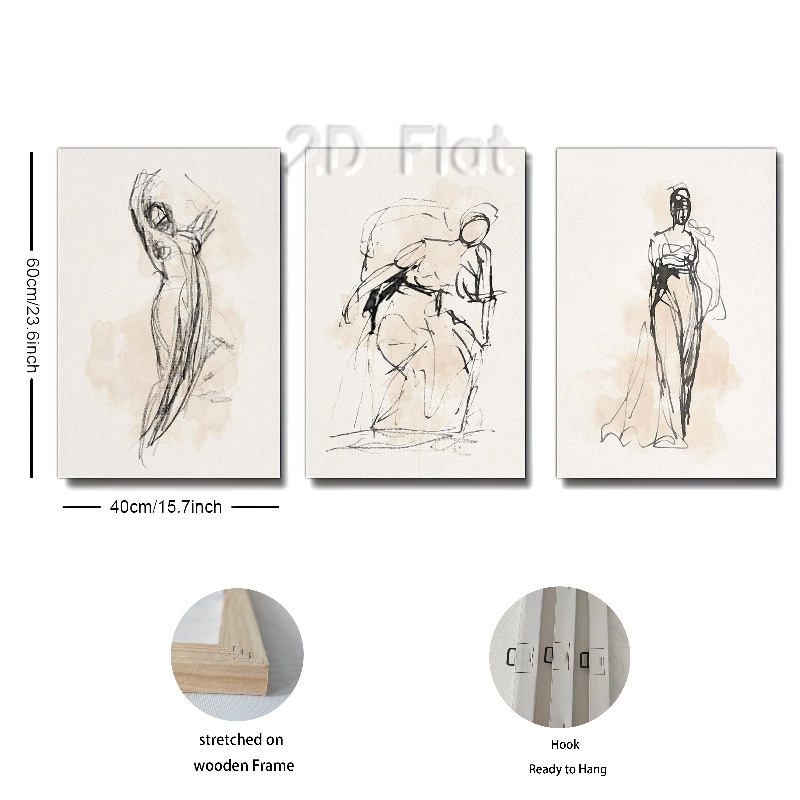 2D Flat
60cm/23.6inch
40cm/15.7inch
stretched on
wooden Frame
Hook
Ready to Hang